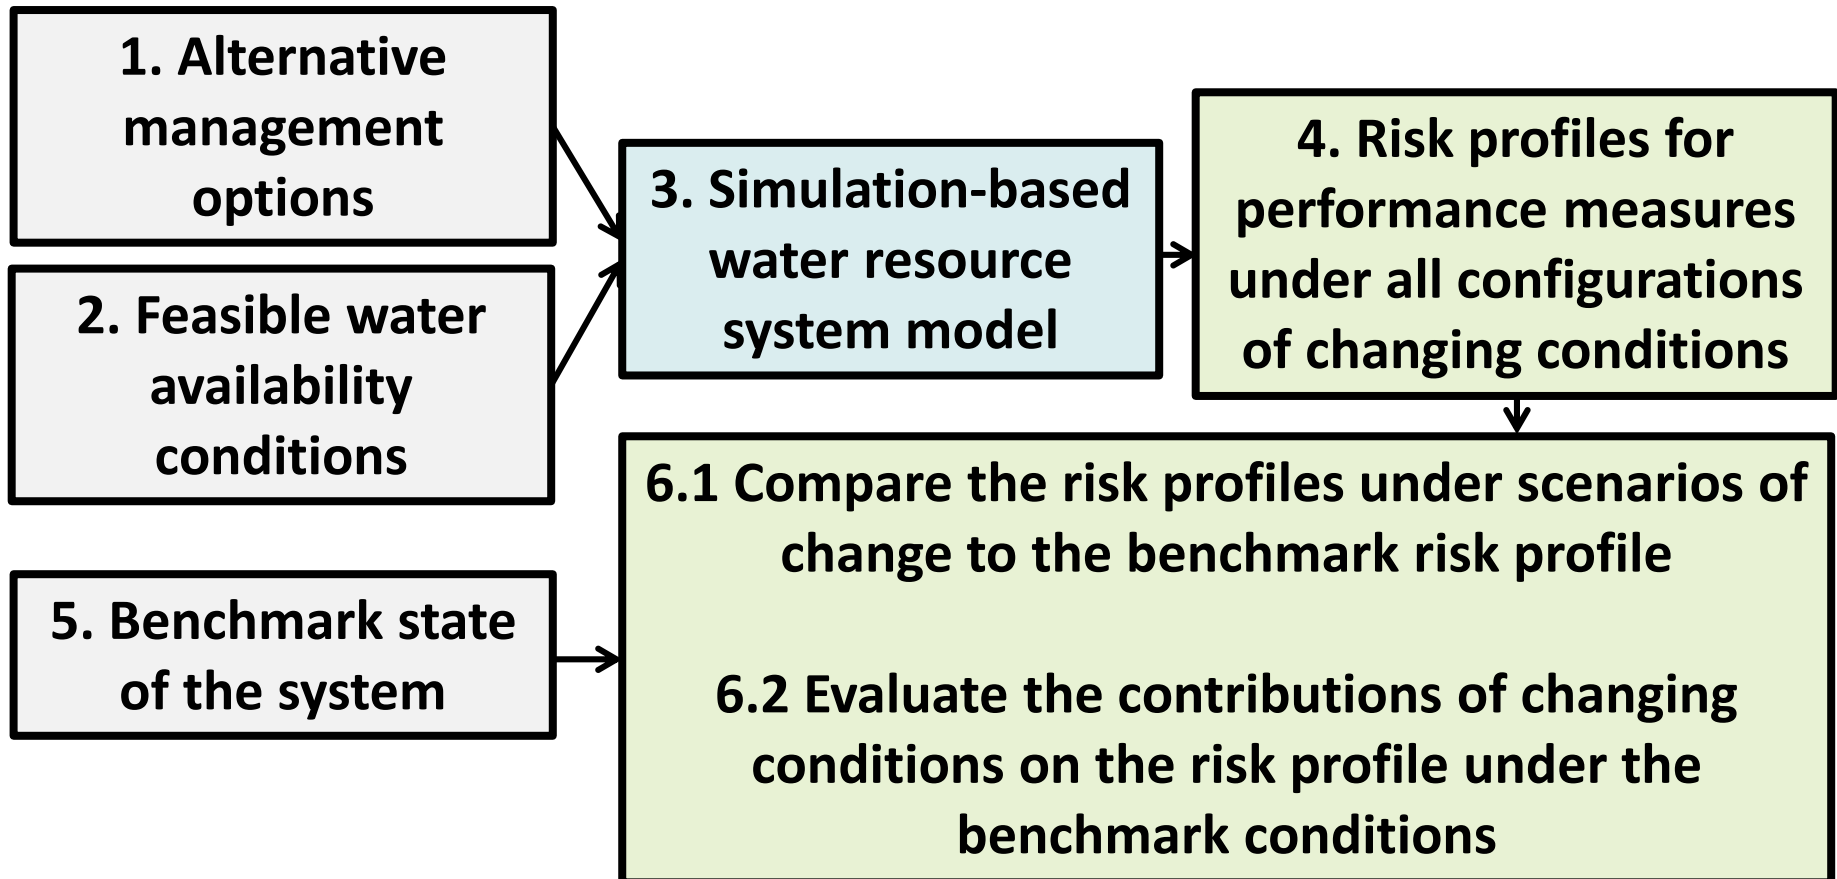 1. Alternative
management
options
2. Feasible water
availability
conditions
3. Simulation-based
water resource
system model
4. Risk profiles for
performance measures
under all configurations
of changing conditions
5. Benchmark state
of the system
6.1 Compare the risk profiles under scenarios of
change to the benchmark risk profile
6.2 Evaluate the contributions of changing
conditions on the risk profile under the
benchmark conditions